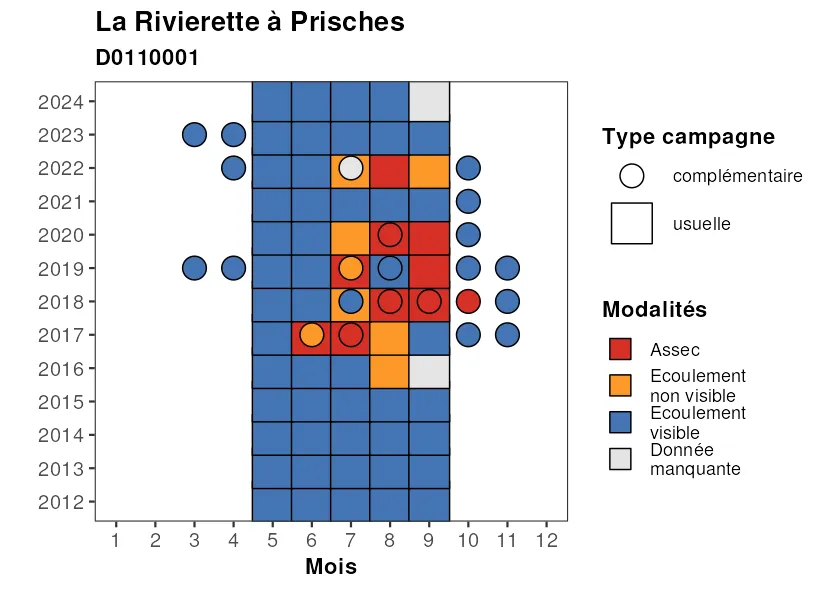 La Rivierette à Prisches
D0110001
2024
2023
2022
2021
2020
2019
2018
2017
2016
2015
2014
2013
2012
1 2 3 4 5 6 7 8 9 10 11 12
Mois
Type campagne
complémentaire
usuelle
Modalités
Assec
Ecoulement
non visible
Ecoulement
visible
Donnée
manquante